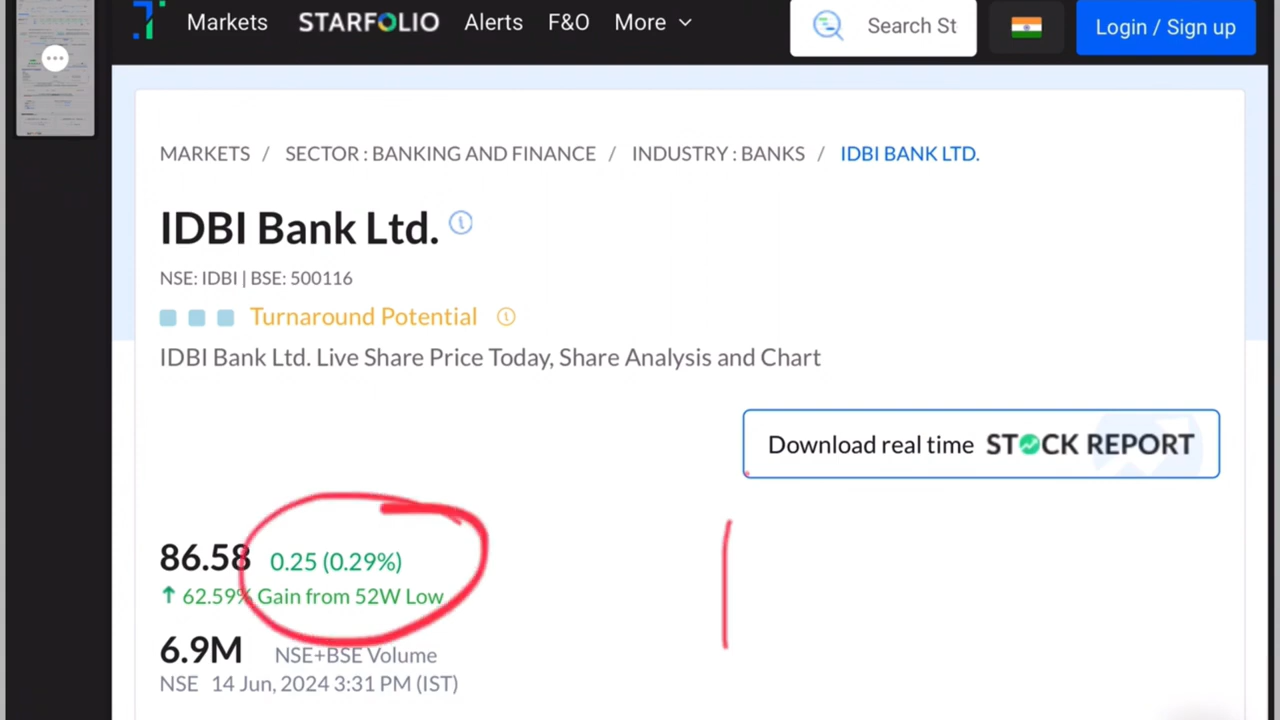 Markets STARFOLIO Alerts F&O More Search St Login / Sign up
MARKETS / SECTOR : BANKING AND FINANCE / INDUSTRY : BANKS / IDBI BANK LTD.
IDBI Bank Ltd.
NSE: IDBI | BSE: 500116
Turnaround Potential
IDBI Bank Ltd. Live Share Price Today, Share Analysis and Chart
Download real time STOCK REPORT
86.58 0.25 (0.29%)
62.59% Gain from 52W Low
6.9M NSE+BSE Volume
NSE 14 Jun, 2024 3:31 PM (IST)